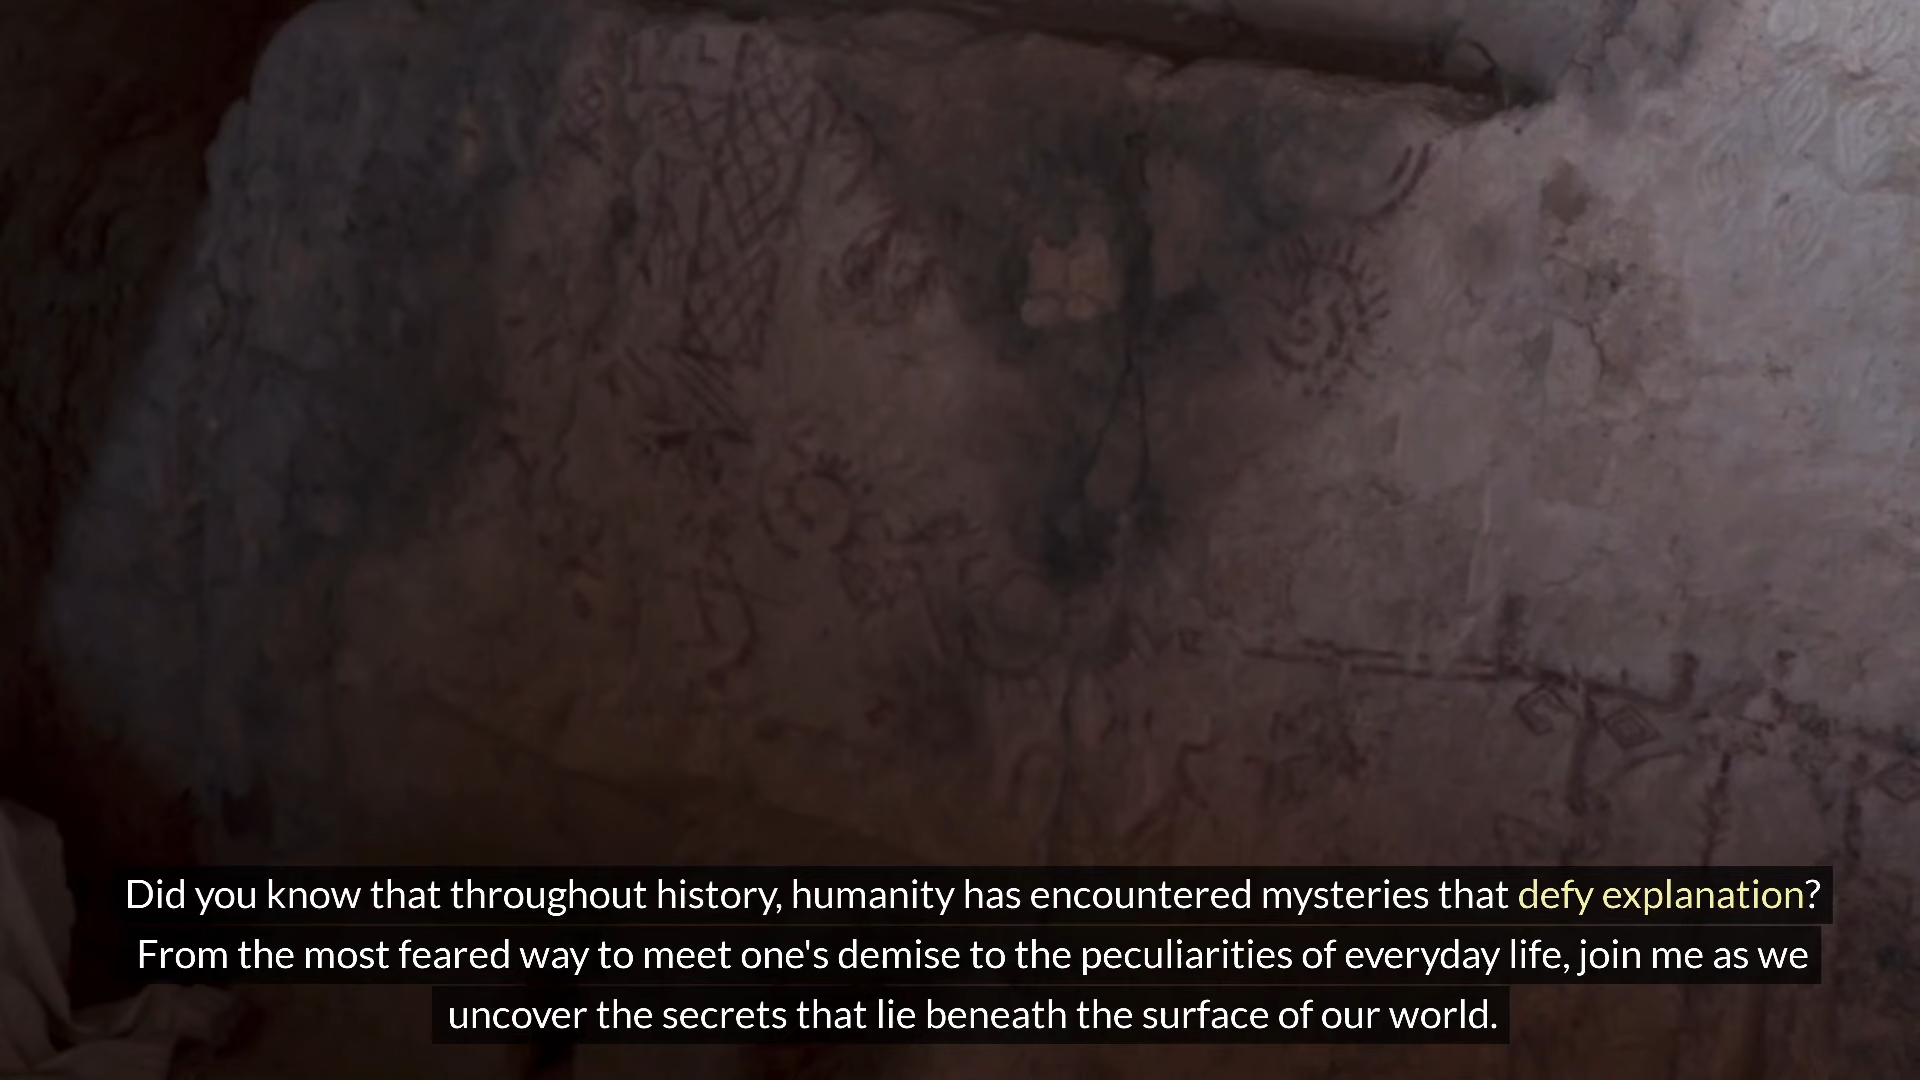 Did you know that throughout history, humanity has encountered mysteries that defy explanation?
From the most feared way to meet one's demise to the peculiarities of everyday life, join me as we
uncover the secrets that lie beneath the surface of our world.